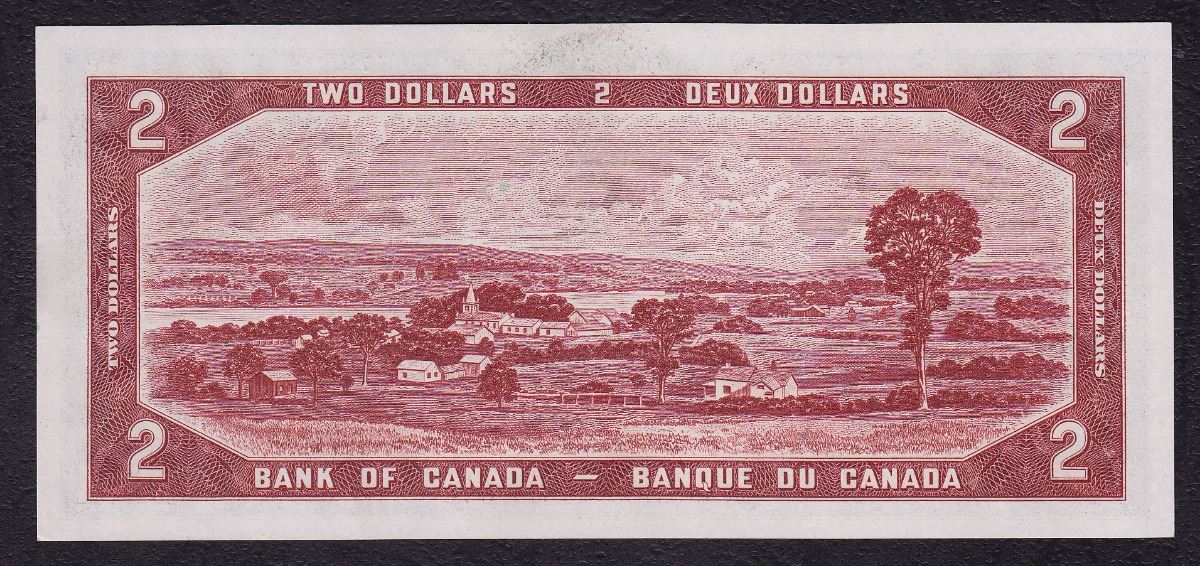 TWO DOLLARS 2 DEUX DOLLARS
2 2
TWO DOLLARS
DEUX DOLLARS
2 2
BANK OF CANADA — BANQUE DU CANADA